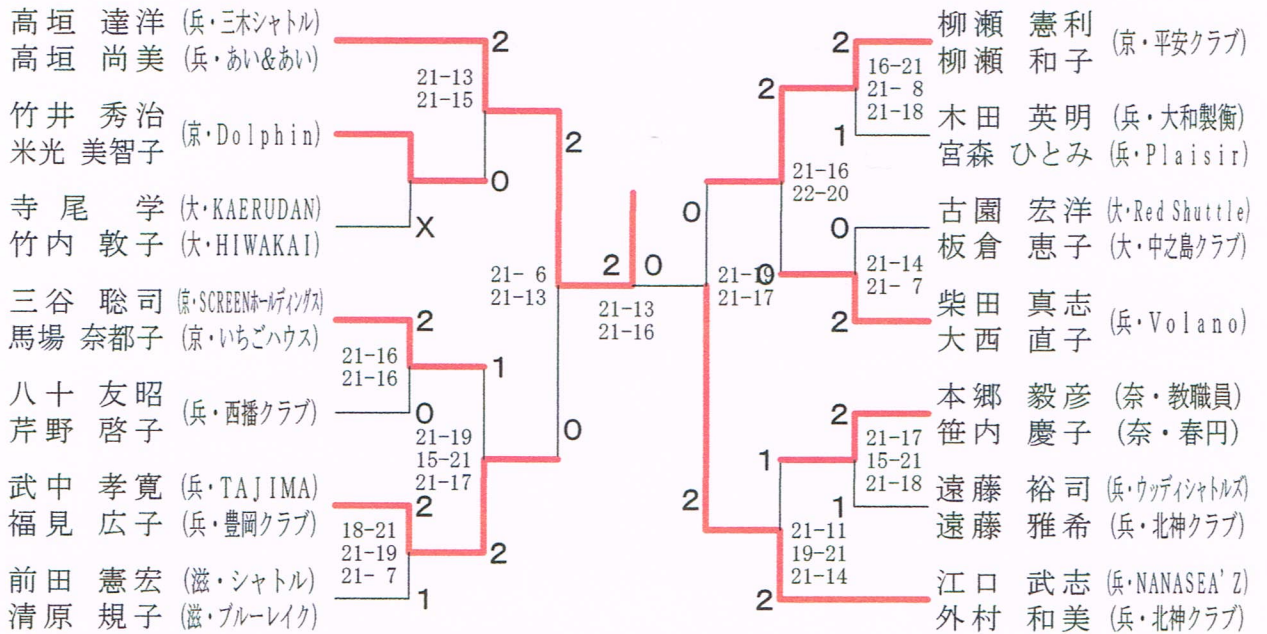 高垣 達洋 (兵・三木シャトル)
高垣 尚美 (兵・あい&あい)
2
21-13
21-15
竹井 秀治
米光 美智子
(京・Dolphin)
0
寺尾 学 (大・KAERUDAN)
竹内 敦子 (大・HIWAKAI)
X
2
三谷 聡司 (京・SCREENホールディングス)
馬場 奈都子 (京・いちごハウス)
2
21-16
21-16
1
八十 友昭
芹野 啓子
(兵・西播クラブ)
0
21-19
15-21
21-17
武中 孝寛 (兵・TAJIMA)
福見 広子 (兵・豊岡クラブ)
2
18-21
21-19
21- 7
2
前田 憲宏 (滋・シャトル)
清原 規子 (滋・ブルーレイク)
1
21- 6
21-13
0
2
0
21-13
21-16
柳瀬 憲利
柳瀬 和子
(京・平安クラブ)
2
16-21
21- 8
21-18
2
木田 英明 (兵・大和製衡)
宮森 ひとみ (兵・Plaisir)
1
21-16
22-20
0
古園 宏洋 (大・Red Shuttle)
板倉 恵子 (大・中之島クラブ)
0
21-14
21- 7
0
柴田 真志
大西 直子
(兵・Volano)
2
21-19
21-17
本郷 毅彦 (奈・教職員)
笹内 慶子 (奈・春円)
2
21-17
15-21
21-18
1
遠藤 裕司 (兵・ウッディシャトルズ)
遠藤 雅希 (兵・北神クラブ)
1
2
21-11
19-21
21-14
江口 武志 (兵・NANASEA'Z)
外村 和美 (兵・北神クラブ)
2